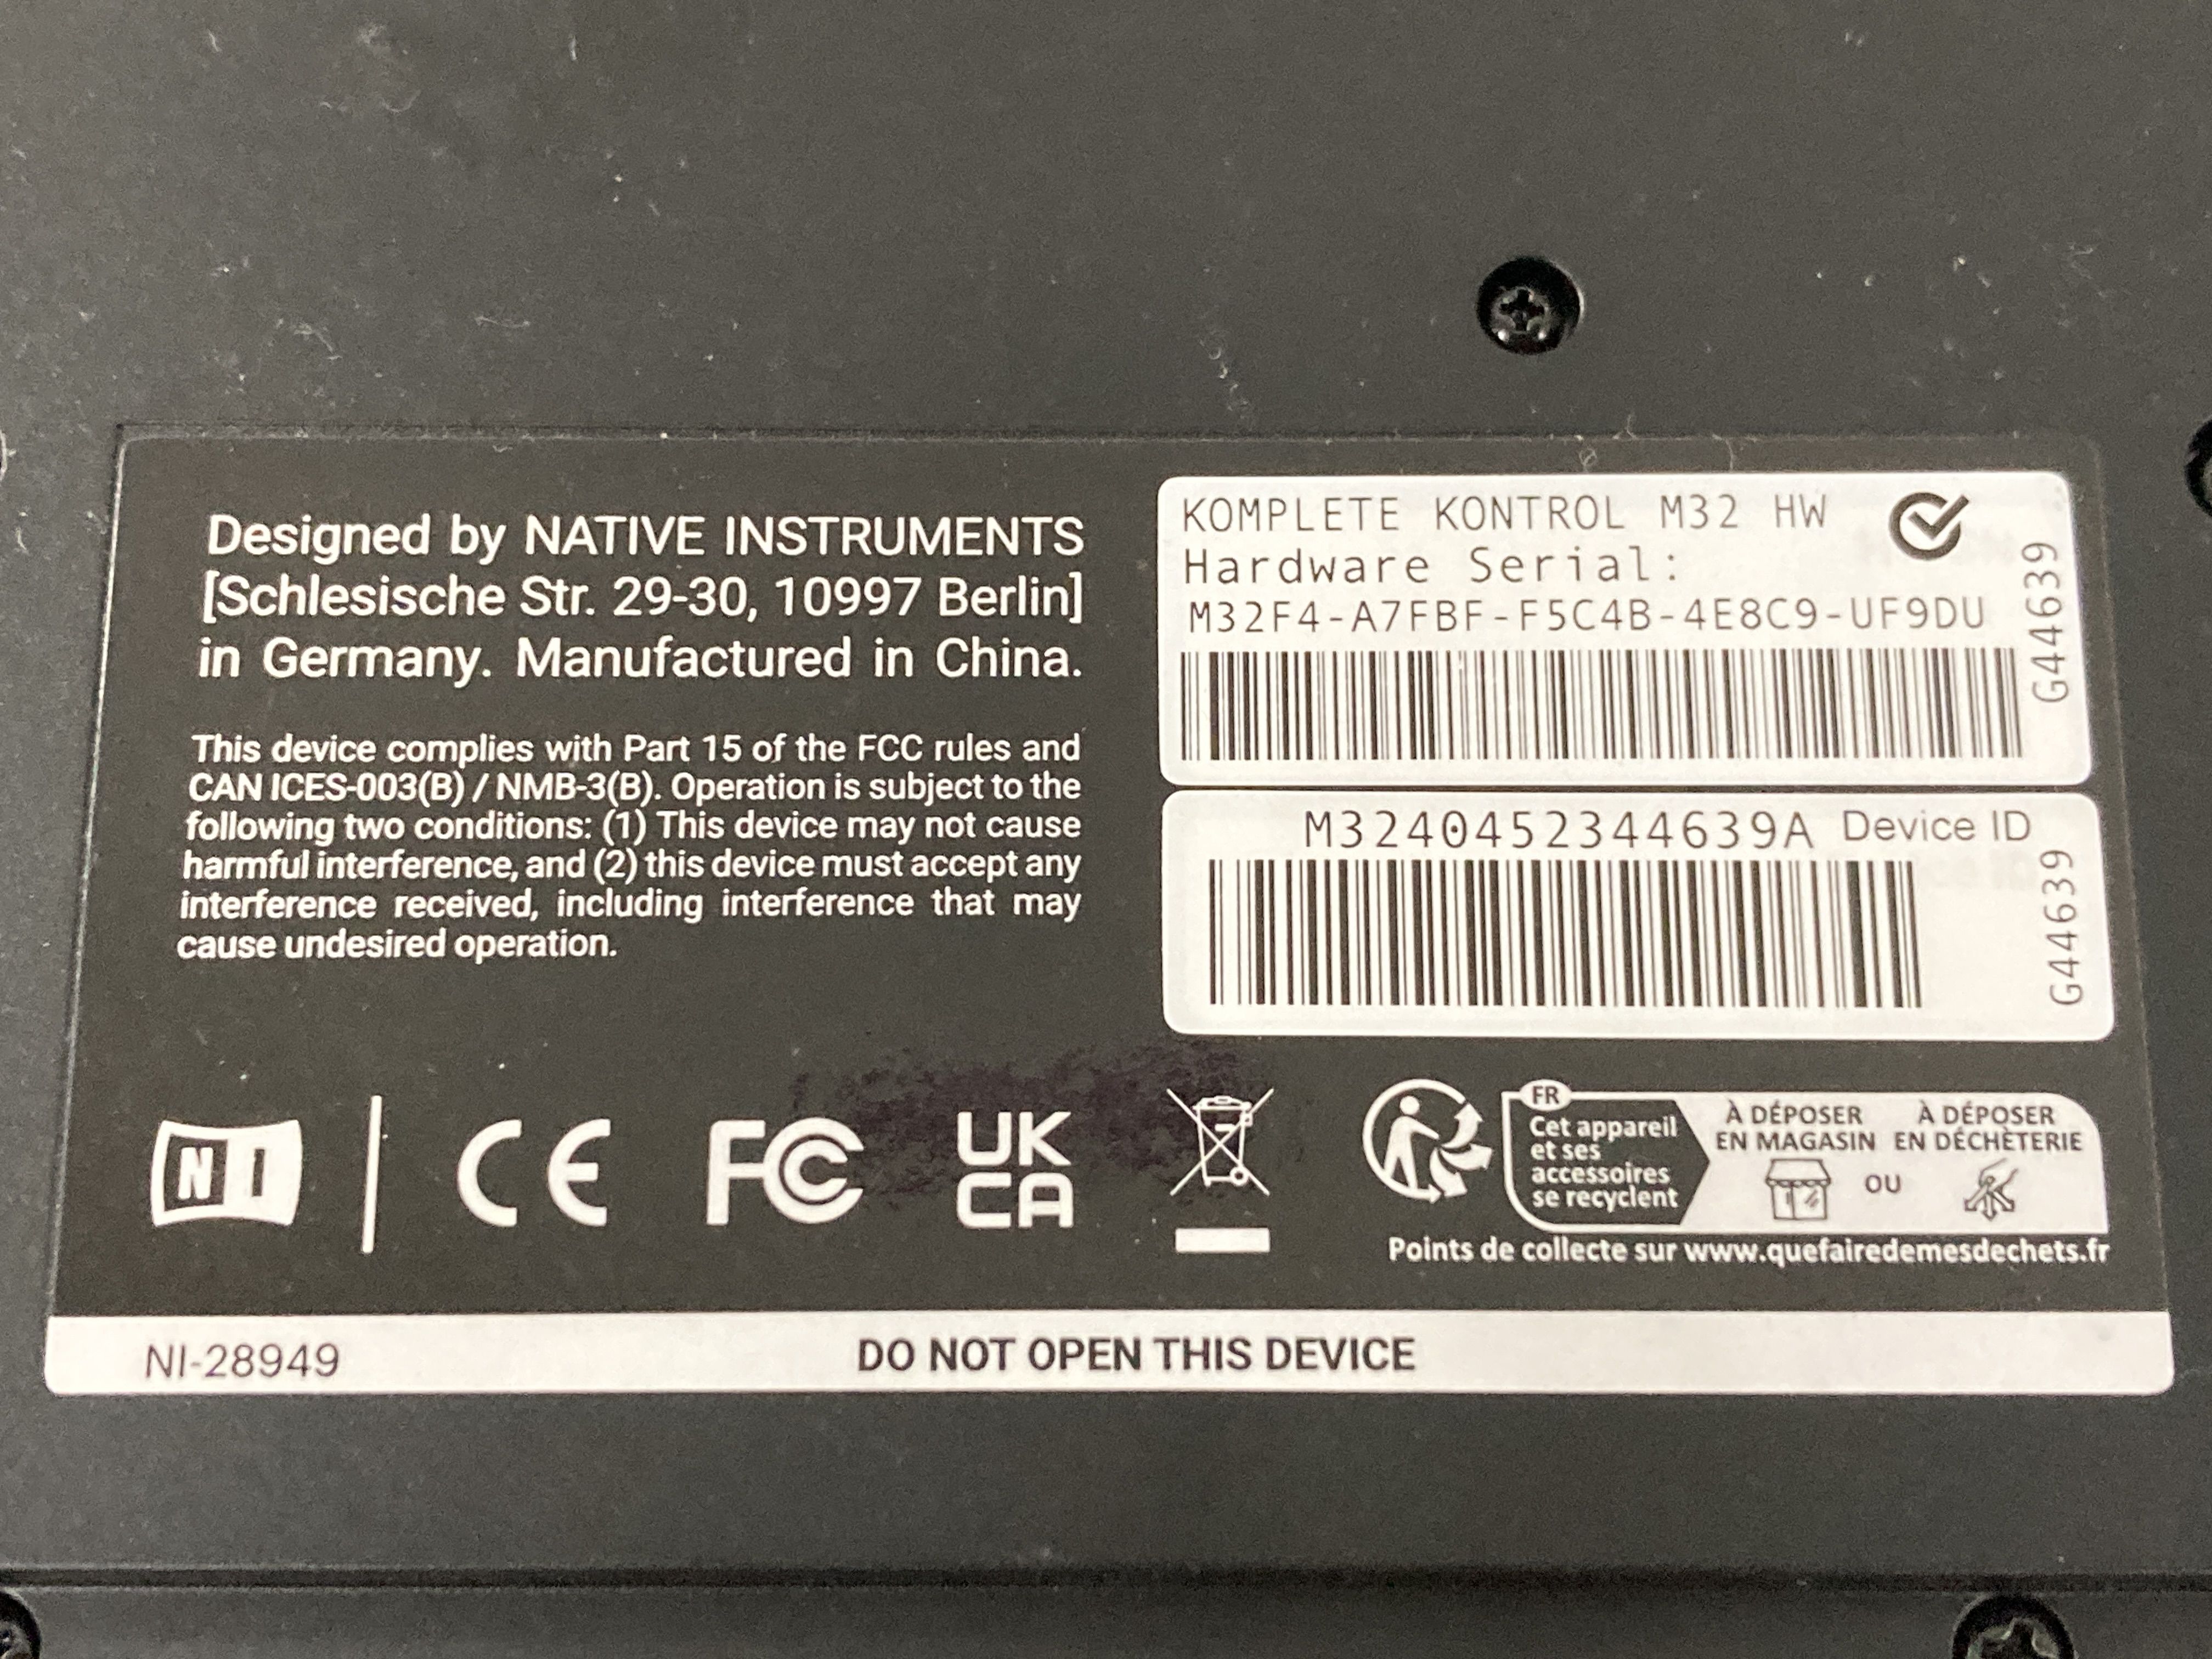 Designed by NATIVE INSTRUMENTS
[Schlesische Str. 29-30, 10997 Berlin]
in Germany. Manufactured in China.
This device complies with Part 15 of the FCC rules and
CAN ICES-003(B) / NMB-3(B). Operation is subject to the
following two conditions: (1) This device may not cause
harmful interference, and (2) this device must accept any
interference received, including interference that may
cause undesired operation.
KOMPLETE KONTROL M32 HW
Hardware Serial:
M32F4-A7FBF-F5C4B-4E8C9-UF9DU
G44639
M3240452344639A Device ID
G44639
NI
CE
FC
UK
CA
FR
Cet appareil
et ses
accessoires
se recyclent
À DÉPOSER
EN MAGASIN
OU
À DÉPOSER
EN DÉCHÈTERIE
Points de collecte sur www.quefairedemesdechets.fr
NI-28949
DO NOT OPEN THIS DEVICE